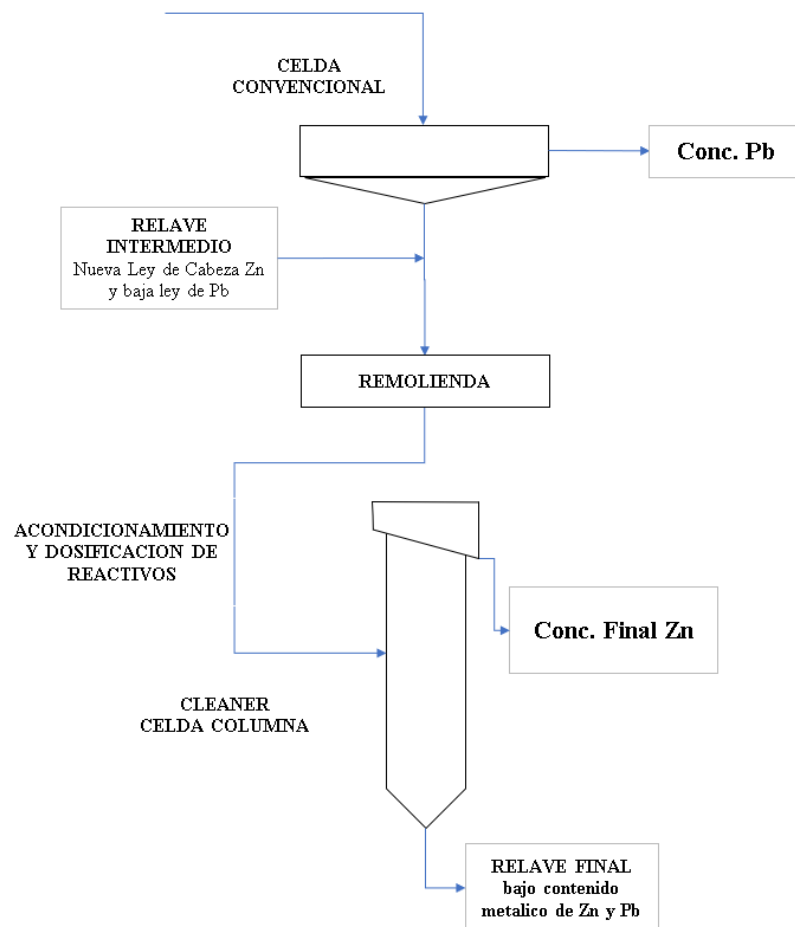 CELDA
CONVENCIONAL
Conc. Pb
RELAVE
INTERMEDIO
Nueva Ley de Cabeza Zn
y baja ley de Pb
REMOLIENDA
ACONDICIONAMIENTO
Y DOSIFICACION DE
REACTIVOS
Conc. Final Zn
CLEANER
CELDA COLUMNA
RELAVE FINAL
bajo contenido
metalico de Zn y Pb